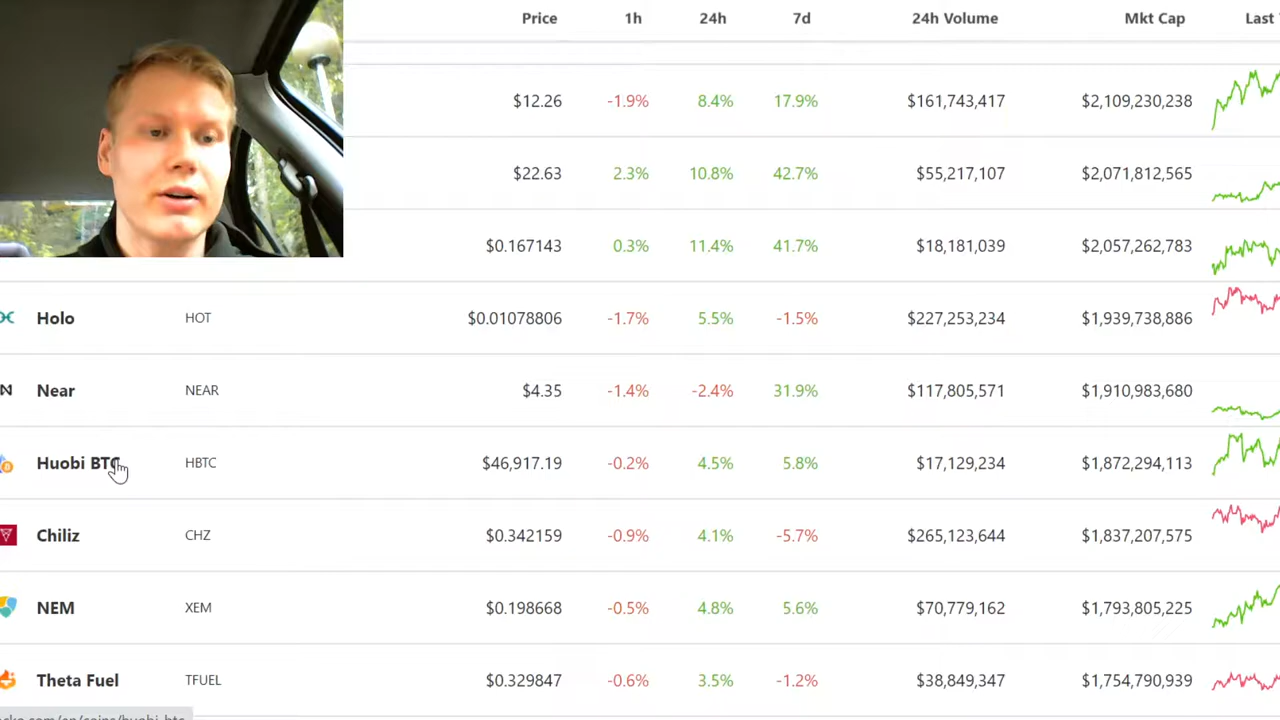 Price 1h 24h 7d 24h Volume Mkt Cap Last
$12.26 -1.9% 8.4% 17.9% $161,743,417 $2,109,230,238
$22.63 2.3% 10.8% 42.7% $55,217,107 $2,071,812,565
$0.167143 0.3% 11.4% 41.7% $18,181,039 $2,057,262,783
Holo HOT $0.01078806 -1.7% 5.5% -1.5% $227,253,234 $1,939,738,886
Near NEAR $4.35 -1.4% -2.4% 31.9% $117,805,571 $1,910,983,680
Huobi BTC HBTC $46,917.19 -0.2% 4.5% 5.8% $17,129,234 $1,872,294,113
Chiliz CHZ $0.342159 -0.9% 4.1% -5.7% $265,123,644 $1,837,207,575
NEM XEM $0.198668 -0.5% 4.8% 5.6% $70,779,162 $1,793,805,225
Theta Fuel TFUEL $0.329847 -0.6% 3.5% -1.2% $38,849,347 $1,754,790,939